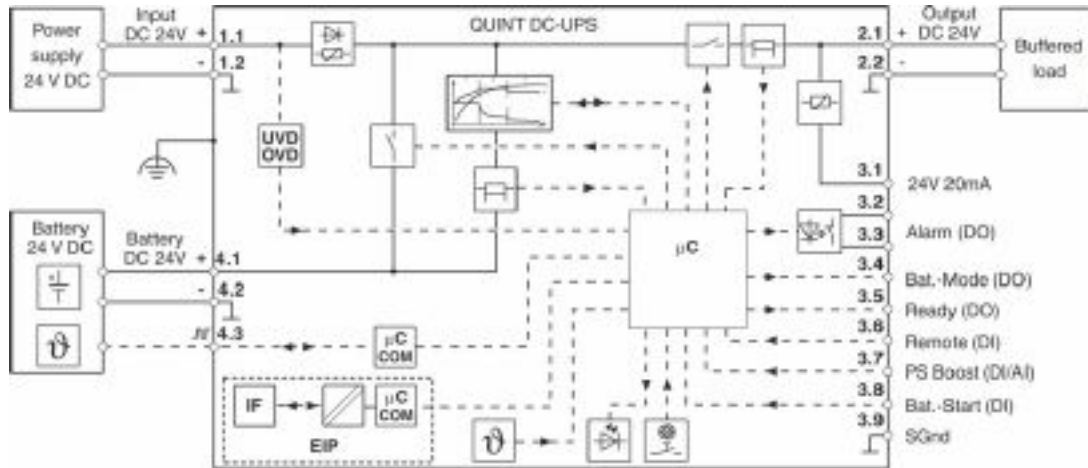 QUINT DC-UPS
Power
supply
24 V DC
Input
DC 24V
+
1.1
-
1.2
2.1
+
Output
DC 24V
2.2
-
Buffered
load
UVD
OVD
3.1
24V 20mA
3.2
3.3
Alarm (DO)
3.4
Bat.-Mode (DO)
3.5
Ready (DO)
3.6
Remote (DI)
3.7
PS Boost (DI/AI)
3.8
Bat.-Start (DI)
3.9
SGnd
µC
Battery
24 V DC
Battery
DC 24V
+
4.1
-
4.2
4.3
ϑ
µC
COM
IF
µC
COM
EIP
ϑ